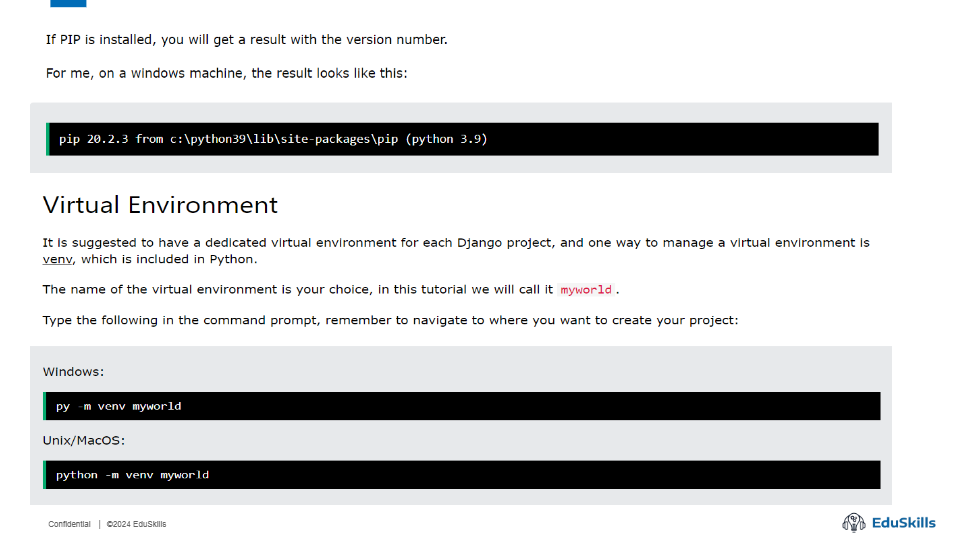 If PIP is installed, you will get a result with the version number.
For me, on a windows machine, the result looks like this:
pip 20.2.3 from c:\python39\lib\site-packages\pip (python 3.9)
Virtual Environment
It is suggested to have a dedicated virtual environment for each Django project, and one way to manage a virtual environment is
venv, which is included in Python.
The name of the virtual environment is your choice, in this tutorial we will call it myworld.
Type the following in the command prompt, remember to navigate to where you want to create your project:
Windows:
py -m venv myworld
Unix/MacOS:
python -m venv myworld
Confidential | ©2024 EduSkills
EduSkills